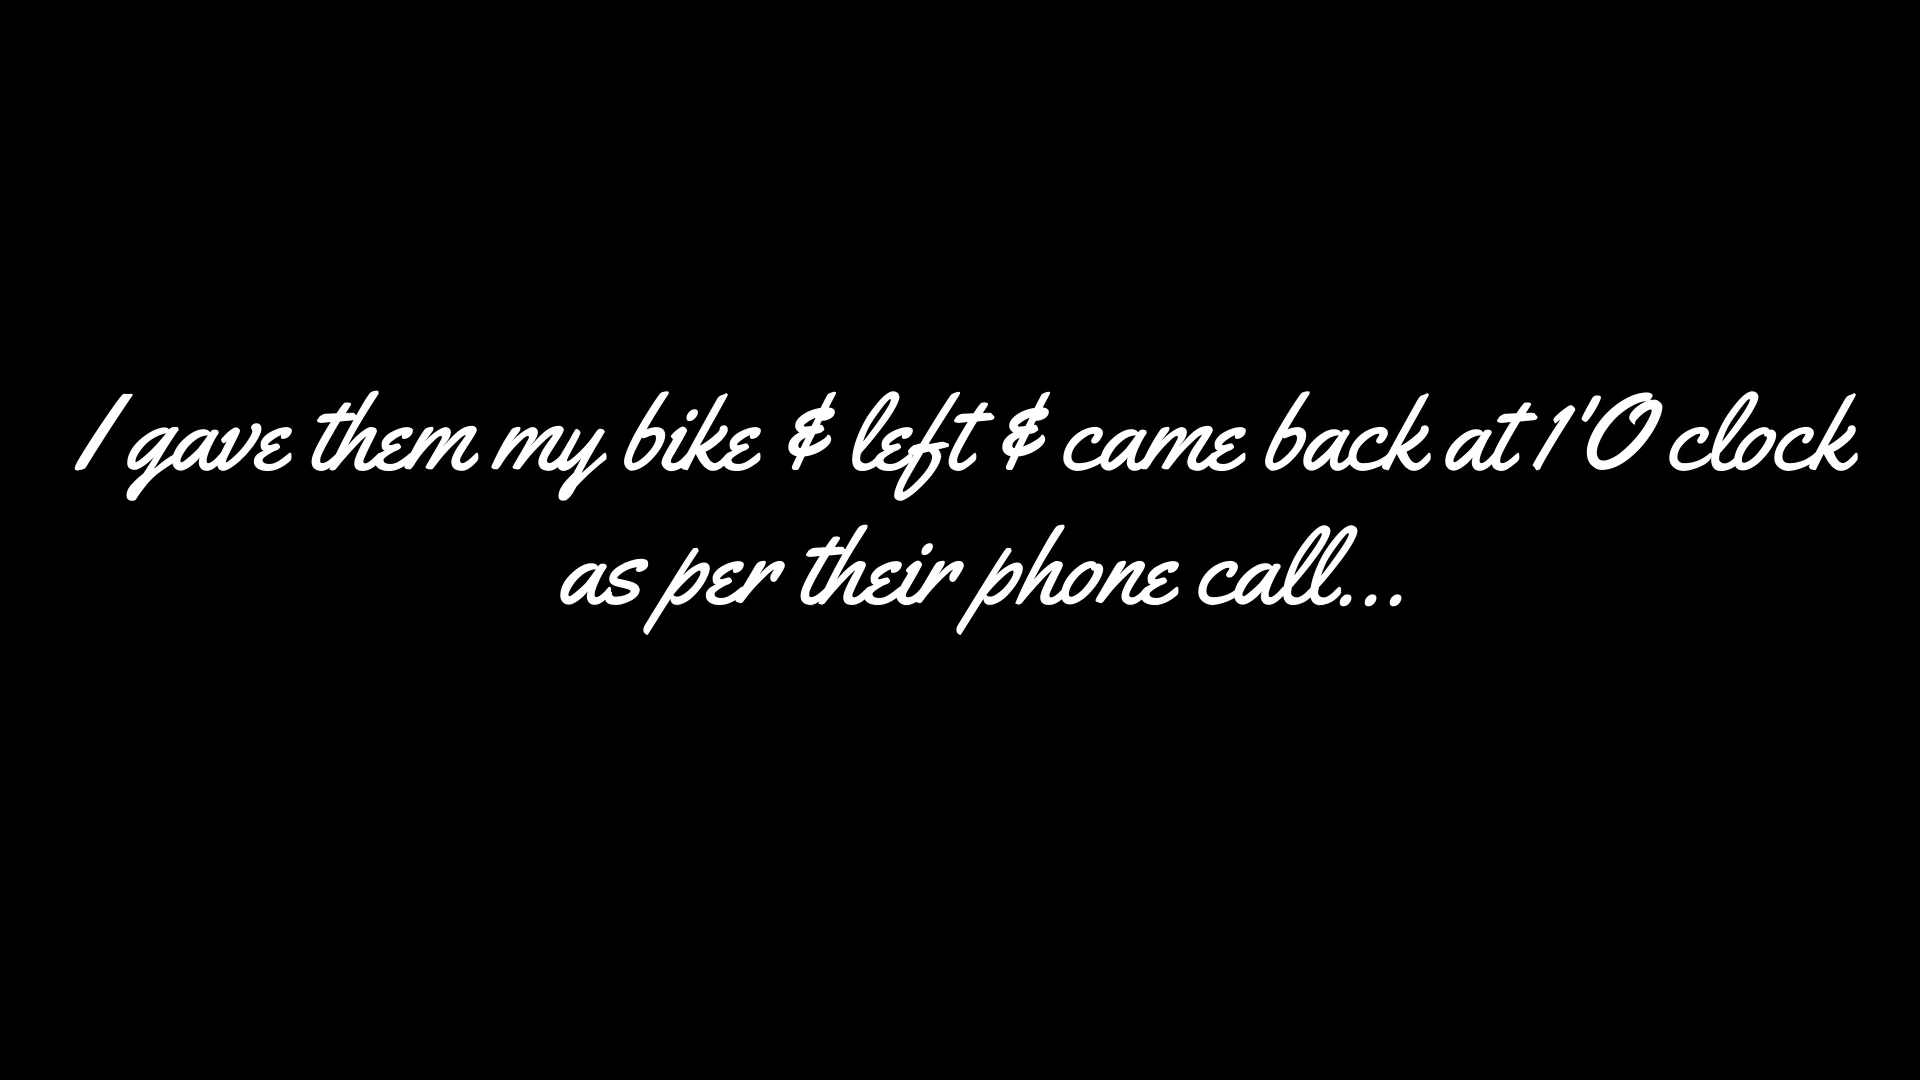 I gave them my bike & left & came back at 1'O clock
as per their phone call...